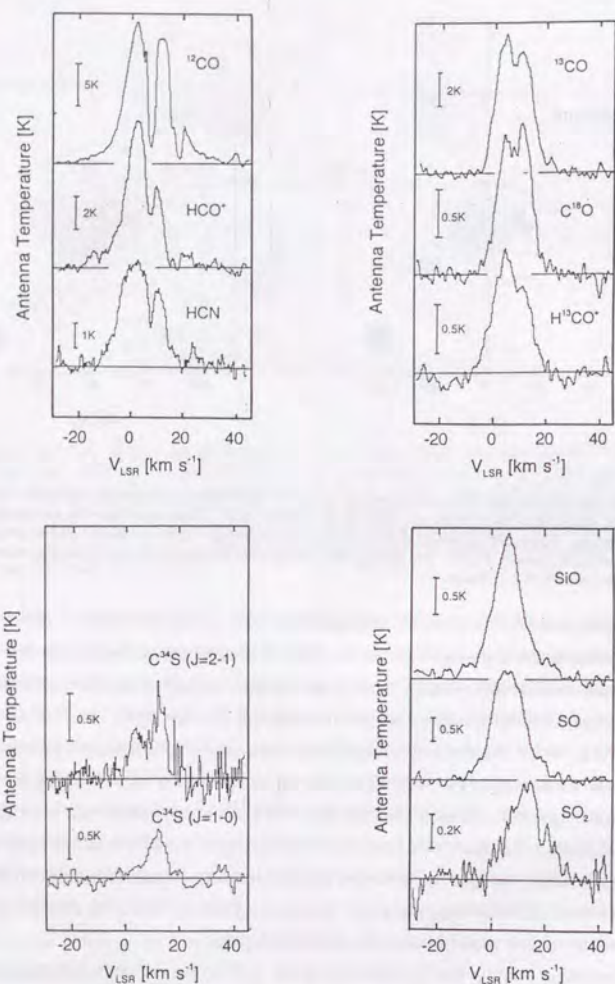 Antenna Temperature [K]
¹²CO
5K
HCO⁺
2K
HCN
1K
-20 0 20 40
V_LSR [km s⁻¹]
Antenna Temperature [K]
¹³CO
2K
C¹⁸O
0.5K
H¹³CO⁺
0.5K
-20 0 20 40
V_LSR [km s⁻¹]
Antenna Temperature [K]
C³⁴S (J=2-1)
0.5K
C³⁴S (J=1-0)
0.5K
-20 0 20 40
V_LSR [km s⁻¹]
Antenna Temperature [K]
SiO
0.5K
SO
0.5K
SO₂
0.2K
-20 0 20 40
V_LSR [km s⁻¹]